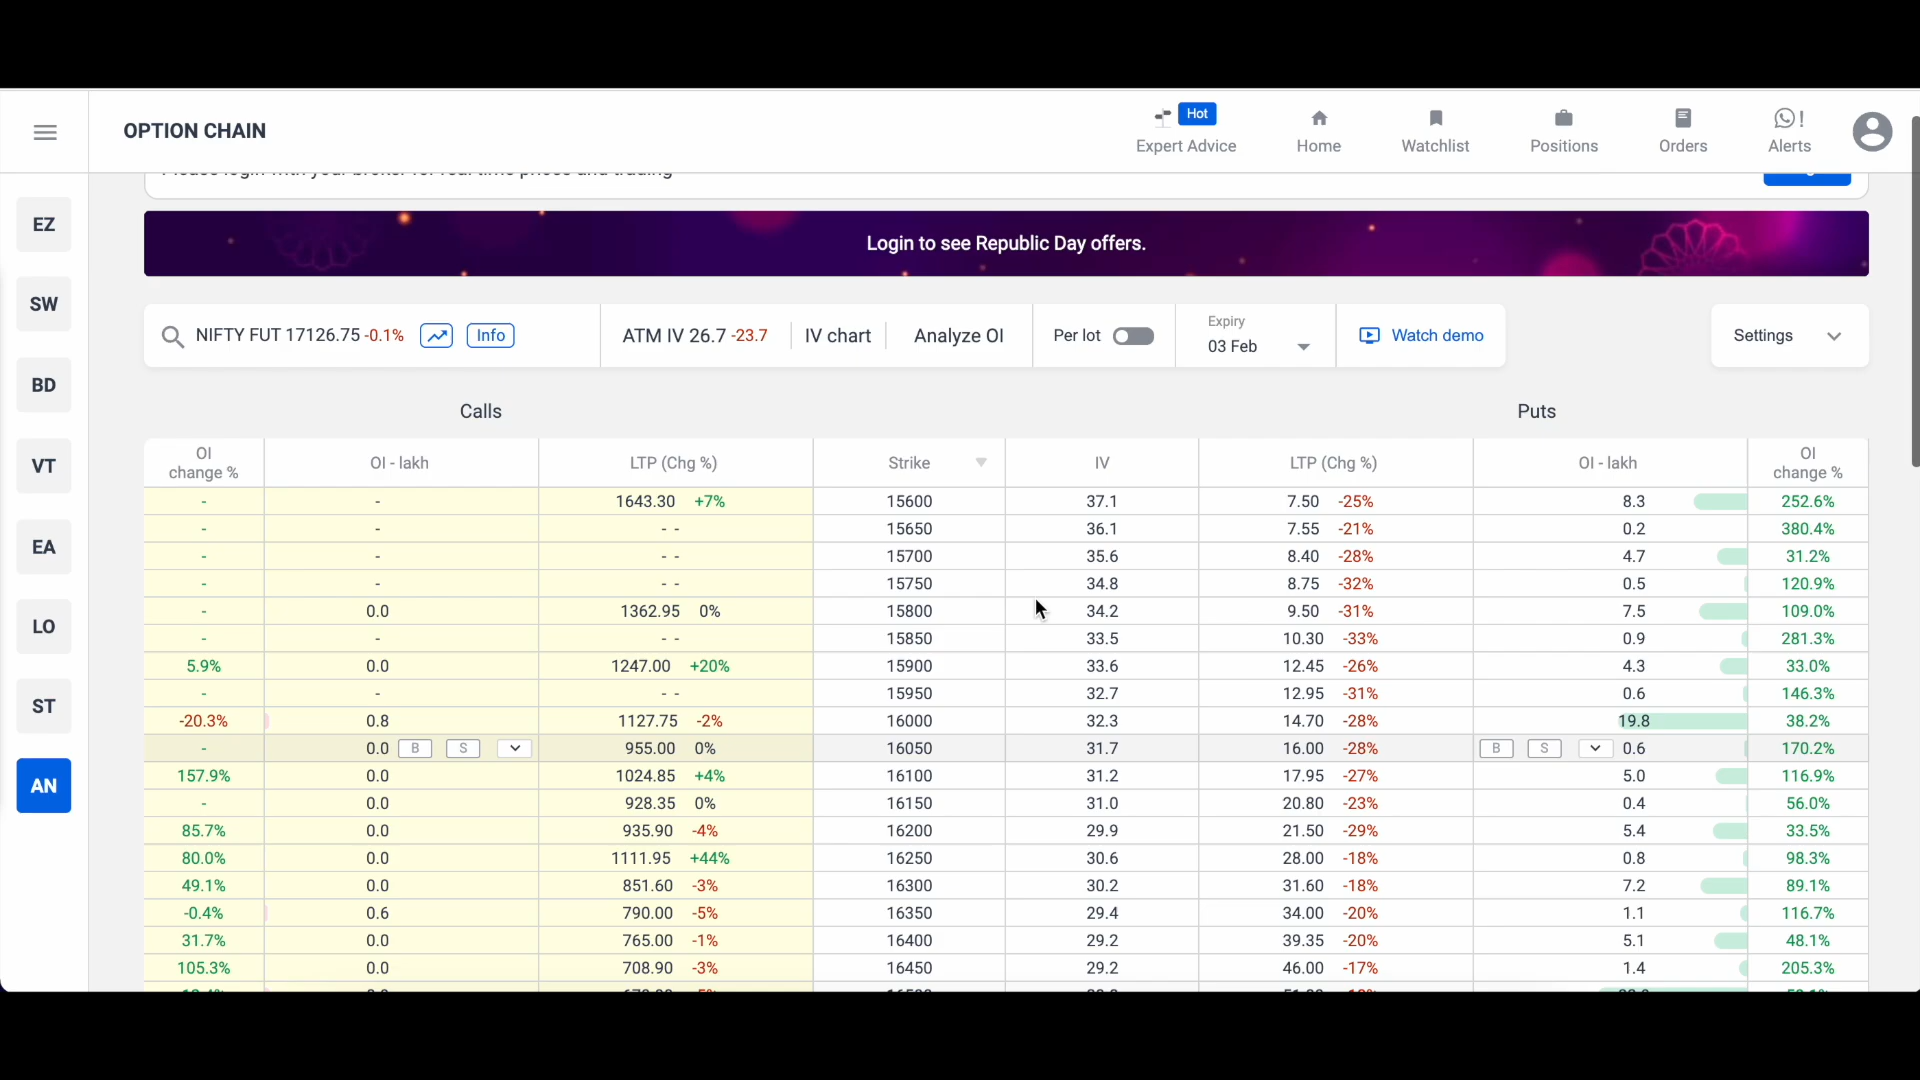 OPTION CHAIN
Hot
Expert Advice
Home
Watchlist
Positions
Orders
Alerts
EZ
SW
BD
VT
EA
LO
ST
AN
Please login with your broker for real time prices and trading
Login to see Republic Day offers.
NIFTY FUT 17126.75 -0.1% Info
ATM IV 26.7 -23.7 IV chart Analyze OI Per lot
Expiry
03 Feb
Watch demo
Settings
Calls Puts
OI change % OI - lakh LTP (Chg %) Strike IV LTP (Chg %) OI - lakh OI change %
- - 1643.30 +7% 15600 37.1 7.50 -25% 8.3 252.6%
- - - - 15650 36.1 7.55 -21% 0.2 380.4%
- - - - 15700 35.6 8.40 -28% 4.7 31.2%
- - - - 15750 34.8 8.75 -32% 0.5 120.9%
- 0.0 1362.95 0% 15800 34.2 9.50 -31% 7.5 109.0%
- - - - 15850 33.5 10.30 -33% 0.9 281.3%
5.9% 0.0 1247.00 +20% 15900 33.6 12.45 -26% 4.3 33.0%
- - - - 15950 32.7 12.95 -31% 0.6 146.3%
-20.3% 0.8 1127.75 -2% 16000 32.3 14.70 -28% 19.8 38.2%
- 0.0 B S 955.00 0% 16050 31.7 16.00 -28% B S 0.6 170.2%
157.9% 0.0 1024.85 +4% 16100 31.2 17.95 -27% 5.0 116.9%
- 0.0 928.35 0% 16150 31.0 20.80 -23% 0.4 56.0%
85.7% 0.0 935.90 -4% 16200 29.9 21.50 -29% 5.4 33.5%
80.0% 0.0 1111.95 +44% 16250 30.6 28.00 -18% 0.8 98.3%
49.1% 0.0 851.60 -3% 16300 30.2 31.60 -18% 7.2 89.1%
-0.4% 0.6 790.00 -5% 16350 29.4 34.00 -20% 1.1 116.7%
31.7% 0.0 765.00 -1% 16400 29.2 39.35 -20% 5.1 48.1%
105.3% 0.0 708.90 -3% 16450 29.2 46.00 -17% 1.4 205.3%